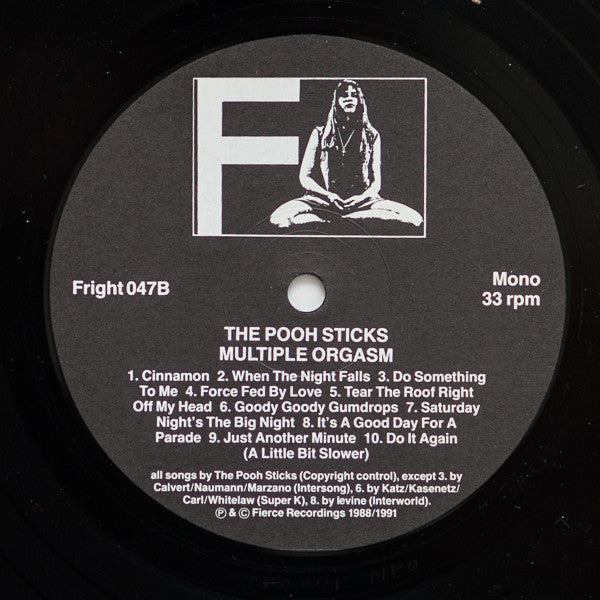 F
Fright 047B
Mono
33 rpm
THE POOH STICKS
MULTIPLE ORGASM
1. Cinnamon 2. When The Night Falls 3. Do Something
To Me 4. Force Fed By Love 5. Tear The Roof Right
Off My Head 6. Goody Goody Gumdrops 7. Saturday
Night's The Big Night 8. It's A Good Day For A
Parade 9. Just Another Minute 10. Do It Again
(A Little Bit Slower)
all songs by The Pooh Sticks (Copyright control), except 3. by
Calvert/Naumann/Marzano (Intersong), 6. by Katz/Kasenetz/
Carl/Whitelaw (Super K), 8. by levine (Interworld).
℗ & © Fierce Recordings 1988/1991